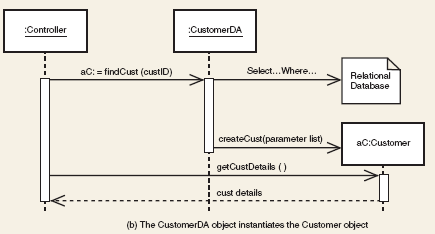 :Controller
:CustomerDA
aC: = findCust (custID)
Select...Where...
Relational
Database
createCust(parameter list)
aC:Customer
getCustDetails ( )
cust details
(b) The CustomerDA object instantiates the Customer object